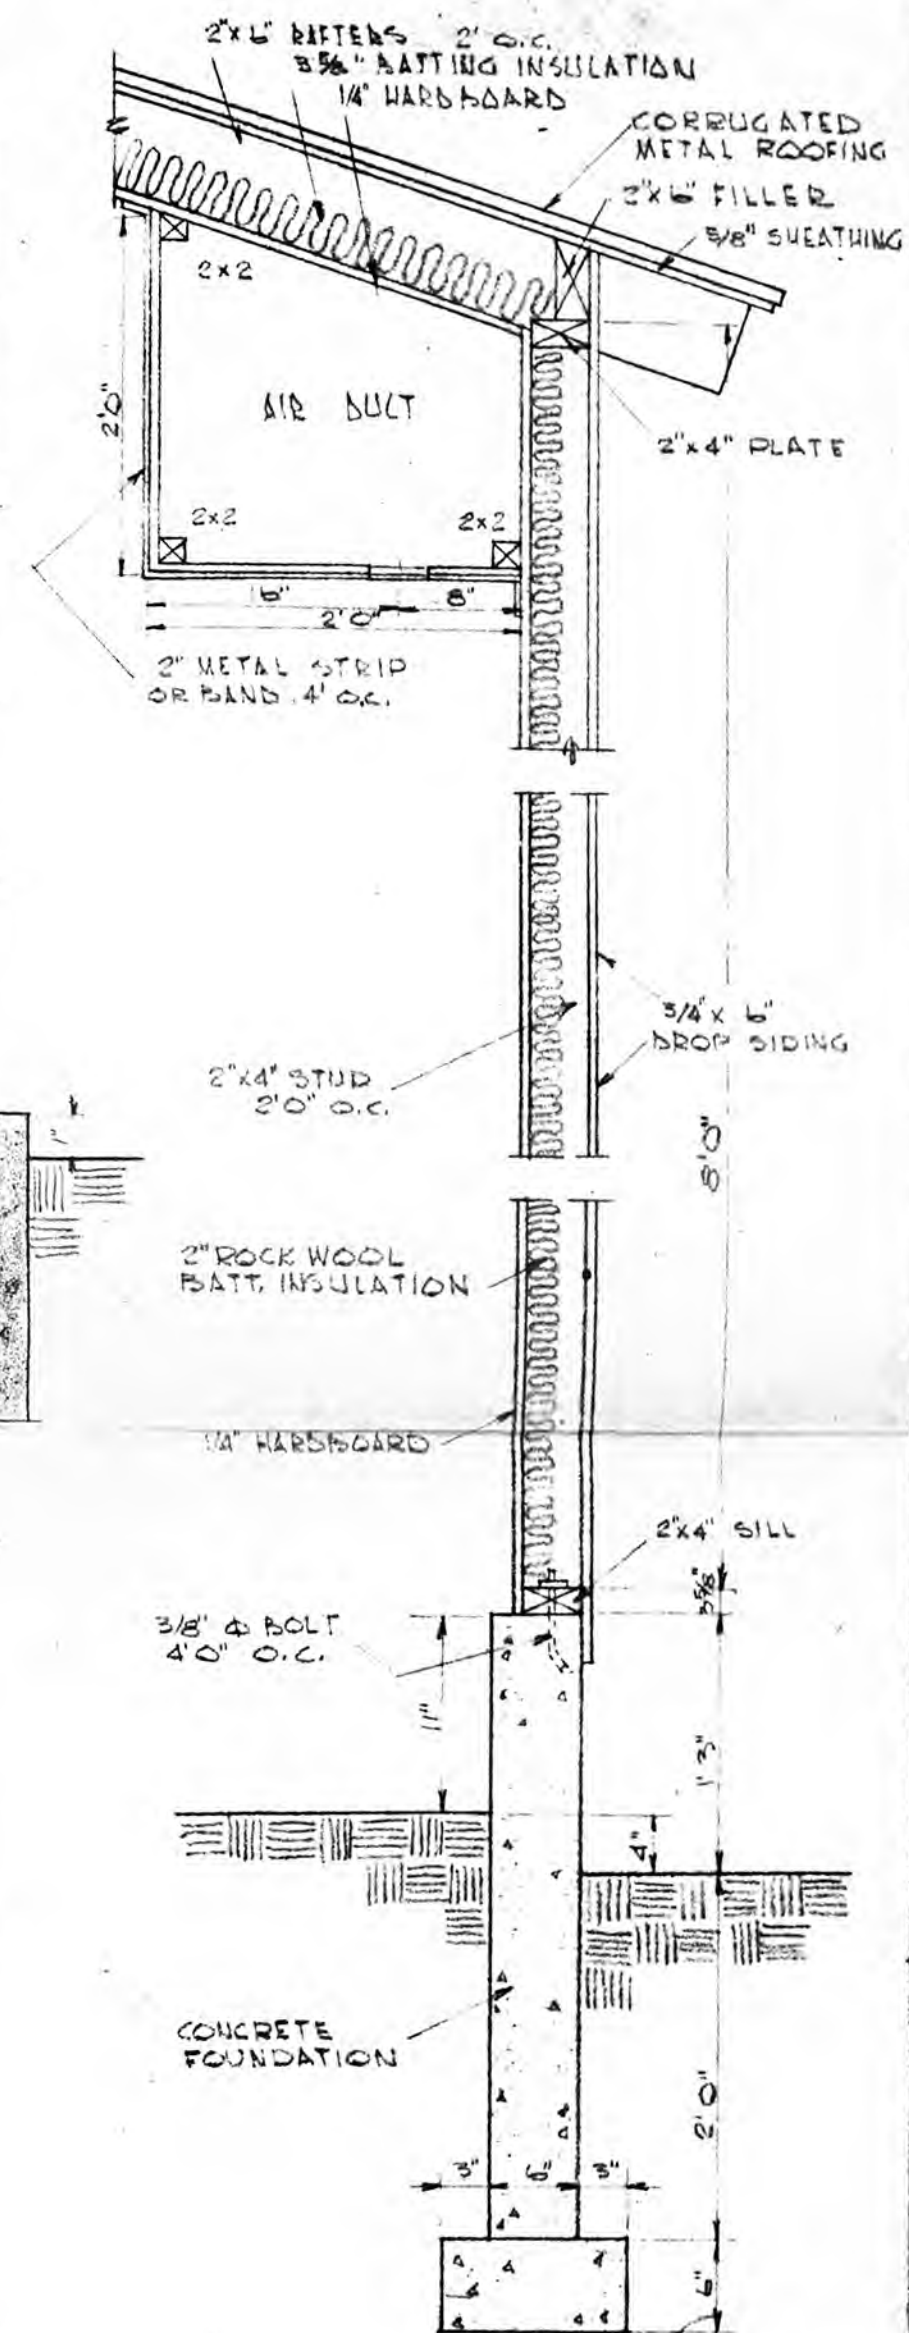 2"x6" RAFTERS 2' O.C.
3 5/8" BATTING INSULATION
1/4" HARDBOARD
CORRUGATED
METAL ROOFING
2"x6" FILLER
5/8" SHEATHING
2x2
2'0"
AIR DUCT
2"x4" PLATE
2x2
2x2
16"
8"
2'0"
2" METAL STRIP
OR BAND 4' O.C.
3/4" x 6"
DROP SIDING
2"x4" STUD
2'0" O.C.
8'0"
2" ROCK WOOL
BATT. INSULATION
1/4" HARDBOARD
2"x4" SILL
3 5/8"
3/8" Φ BOLT
4'0" O.C.
11"
1'3"
4"
CONCRETE
FOUNDATION
2'0"
3"
6"
3"
6"